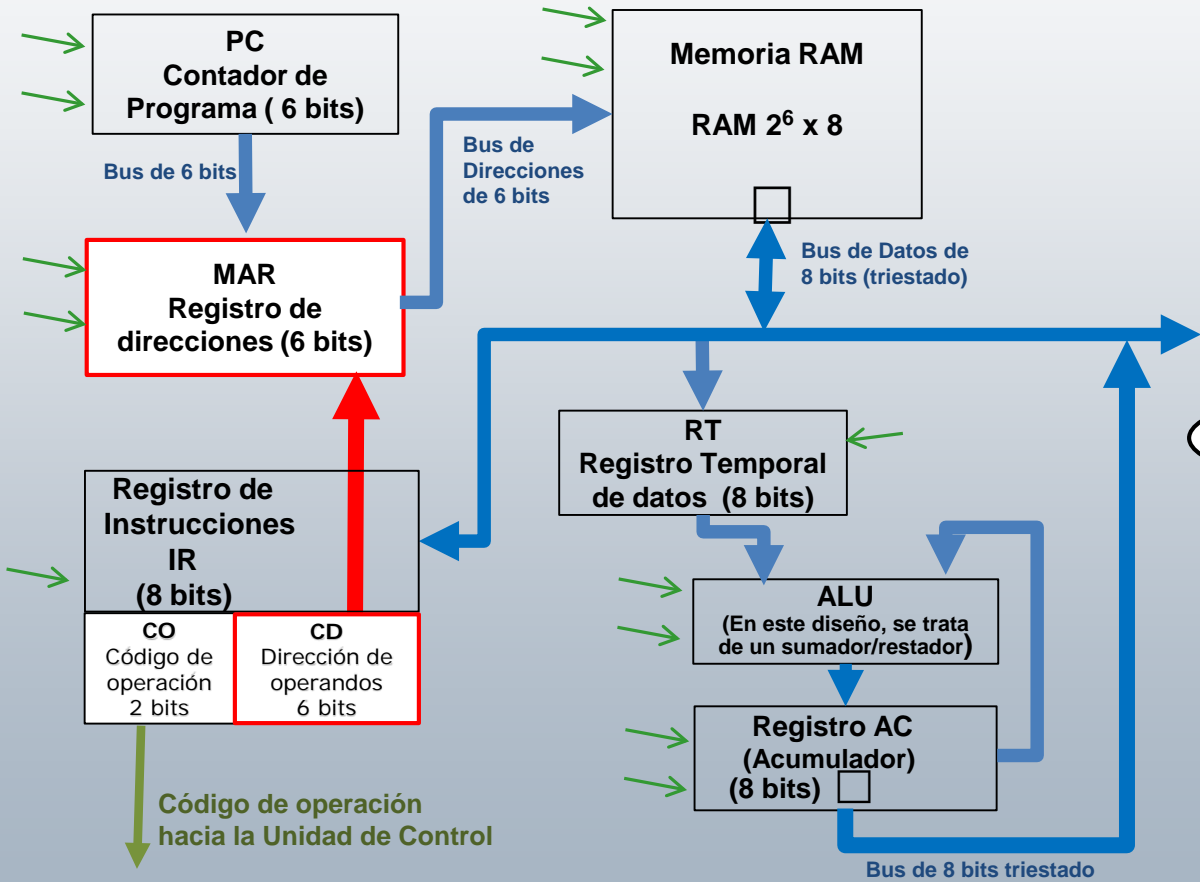 PC
Contador de
Programa ( 6 bits)
Bus de 6 bits
Memoria RAM
RAM 2⁶ x 8
Bus de
Direcciones
de 6 bits
MAR
Registro de
direcciones (6 bits)
Bus de Datos de
8 bits (triestado)
RT
Registro Temporal
de datos (8 bits)
Registro de
Instrucciones
IR
(8 bits)
CO
Código de
operación
2 bits
CD
Dirección de
operandos
6 bits
ALU
(En este diseño, se trata
de un sumador/restador)
Registro AC
(Acumulador)
(8 bits)
Código de operación
hacia la Unidad de Control
Bus de 8 bits triestado